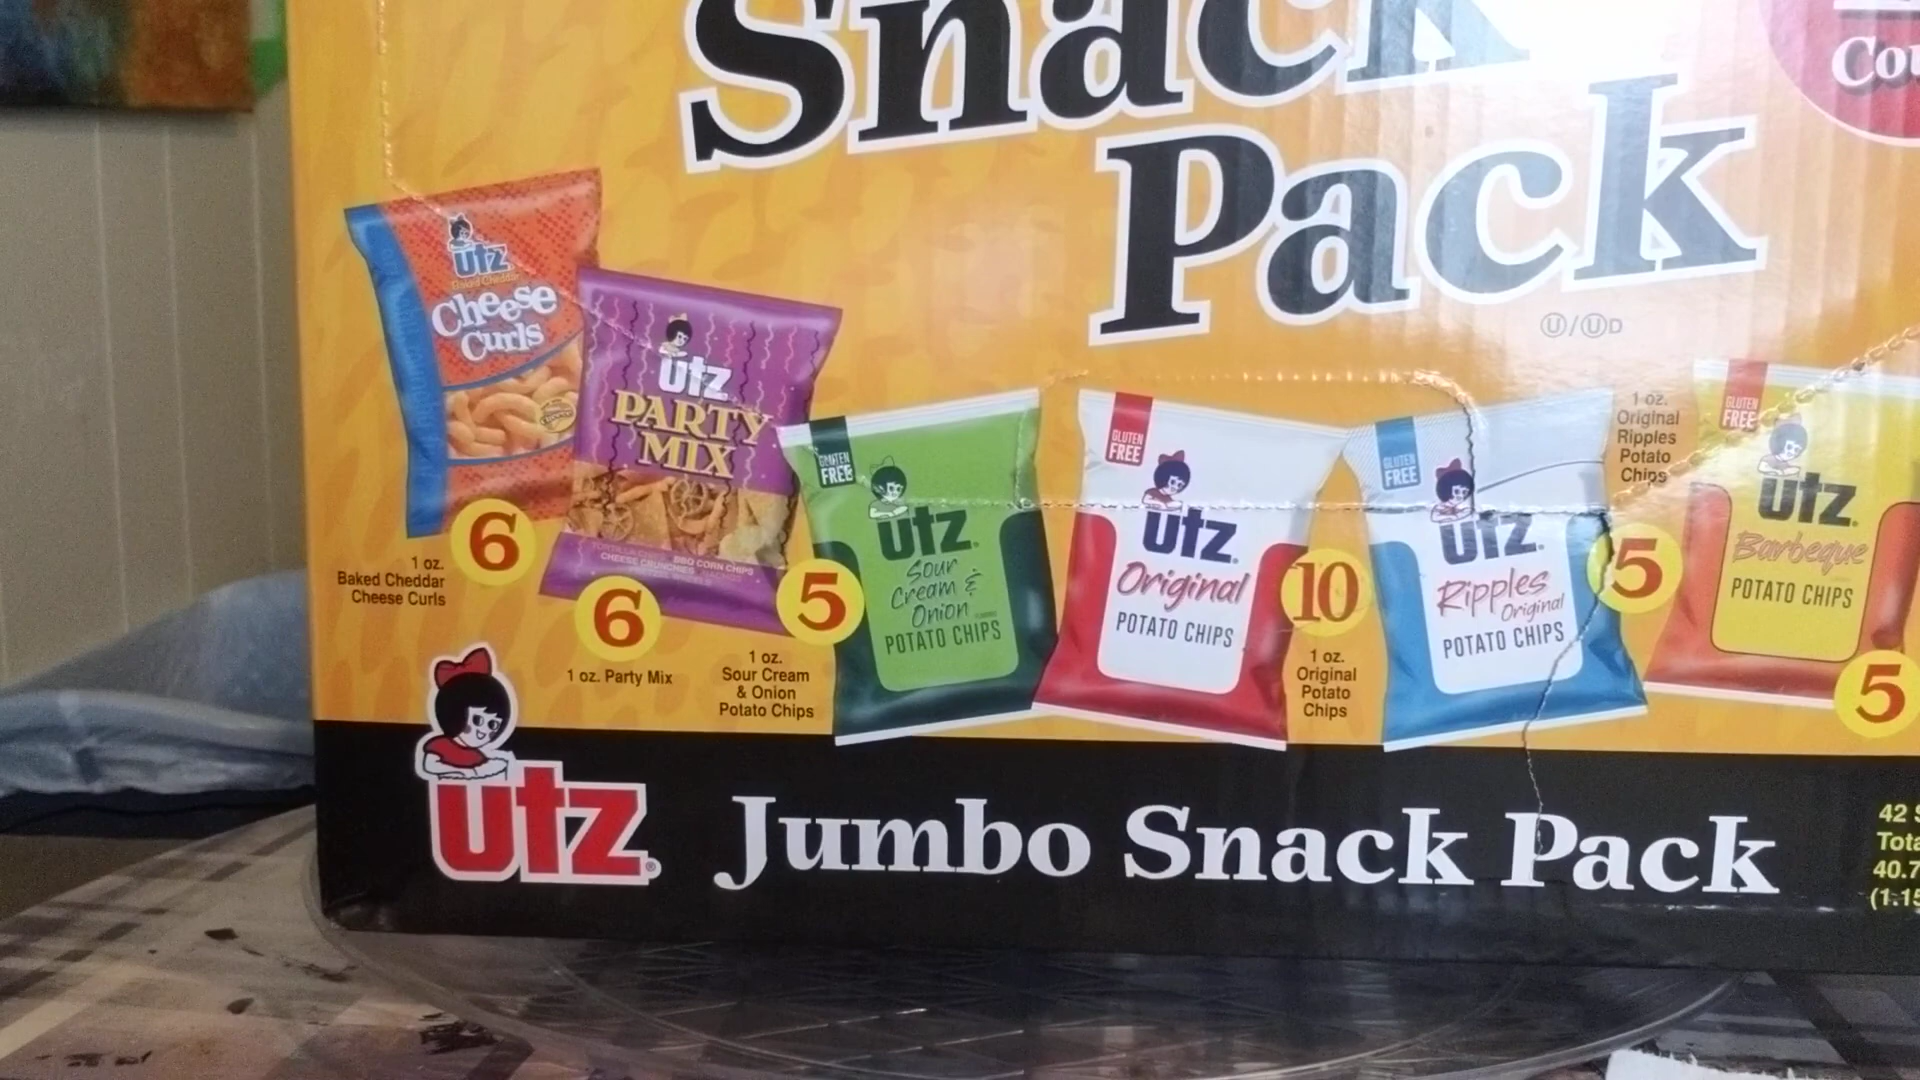 Snack
Pack
Cou
U/UD
utz
Baked Cheddar
Cheese
Curls
6
1 oz.
Baked Cheddar
Cheese Curls
utz
PARTY
MIX
BBQ CORN CHIPS
CHEESE CRUNCHIES
6
1 oz. Party Mix
5
1 oz.
Sour Cream
& Onion
Potato Chips
GLUTEN
FREE
utz.
Sour
Cream &
Onion
POTATO CHIPS
GLUTEN
FREE
utz.
Original
POTATO CHIPS
10
1 oz.
Original
Potato
Chips
GLUTEN
FREE
utz.
Ripples
Original
POTATO CHIPS
1 oz.
Original
Ripples
Potato
Chips
5
GLUTEN
FREE
utz.
Barbeque
POTATO CHIPS
5
utz®
Jumbo Snack Pack
42 S
Tota
40.7
(1.15